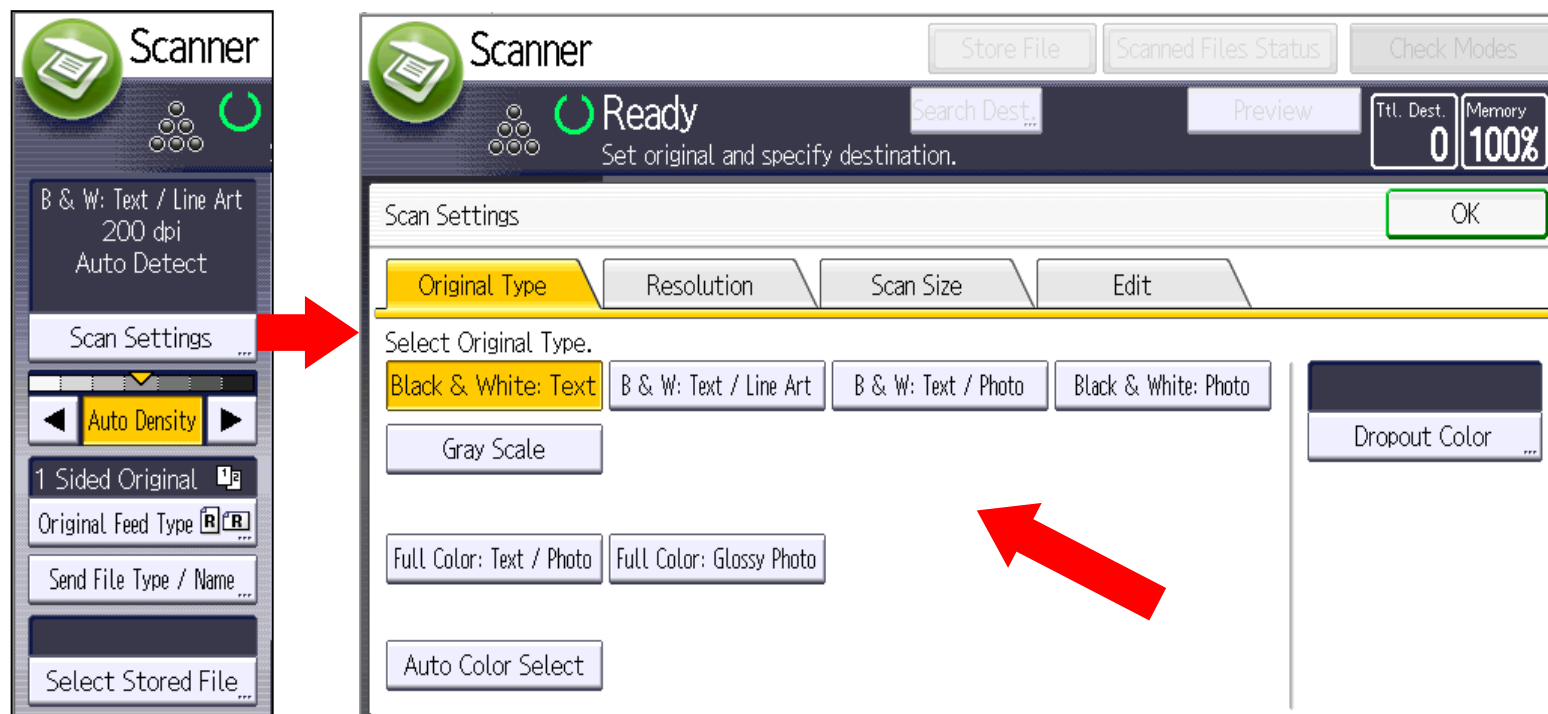 Scanner
B & W: Text / Line Art
200 dpi
Auto Detect
Scan Settings
Auto Density
1 Sided Original
Original Feed Type R R
Send File Type / Name
Select Stored File
Scanner
Store File
Scanned Files Status
Check Modes
Ready
Search Dest.
Preview
Ttl. Dest.
0
Memory
100%
Set original and specify destination.
Scan Settings
OK
Original Type
Resolution
Scan Size
Edit
Select Original Type.
Black & White: Text
B & W: Text / Line Art
B & W: Text / Photo
Black & White: Photo
Gray Scale
Dropout Color
Full Color: Text / Photo
Full Color: Glossy Photo
Auto Color Select